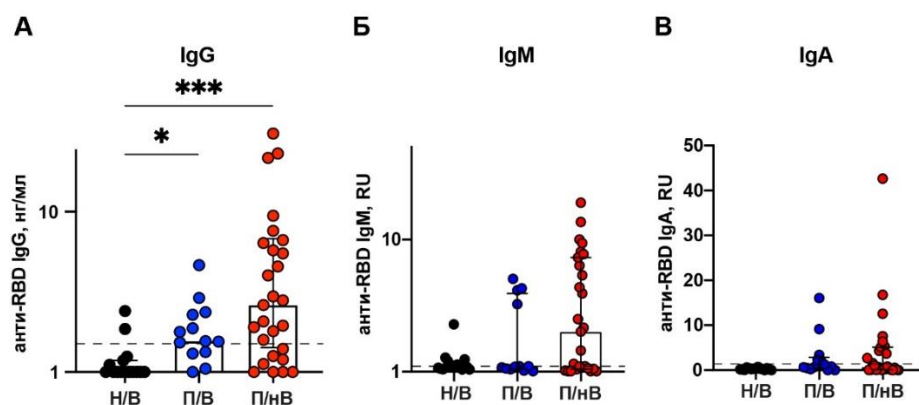 А
IgG
анти-RBD IgG, нг/мл
10
1
***
*
Н/В
П/В
П/нВ
Б
IgM
анти-RBD IgM, RU
10
1
Н/В
П/В
П/нВ
В
IgA
анти-RBD IgA, RU
50
40
30
20
10
0
Н/В
П/В
П/нВ